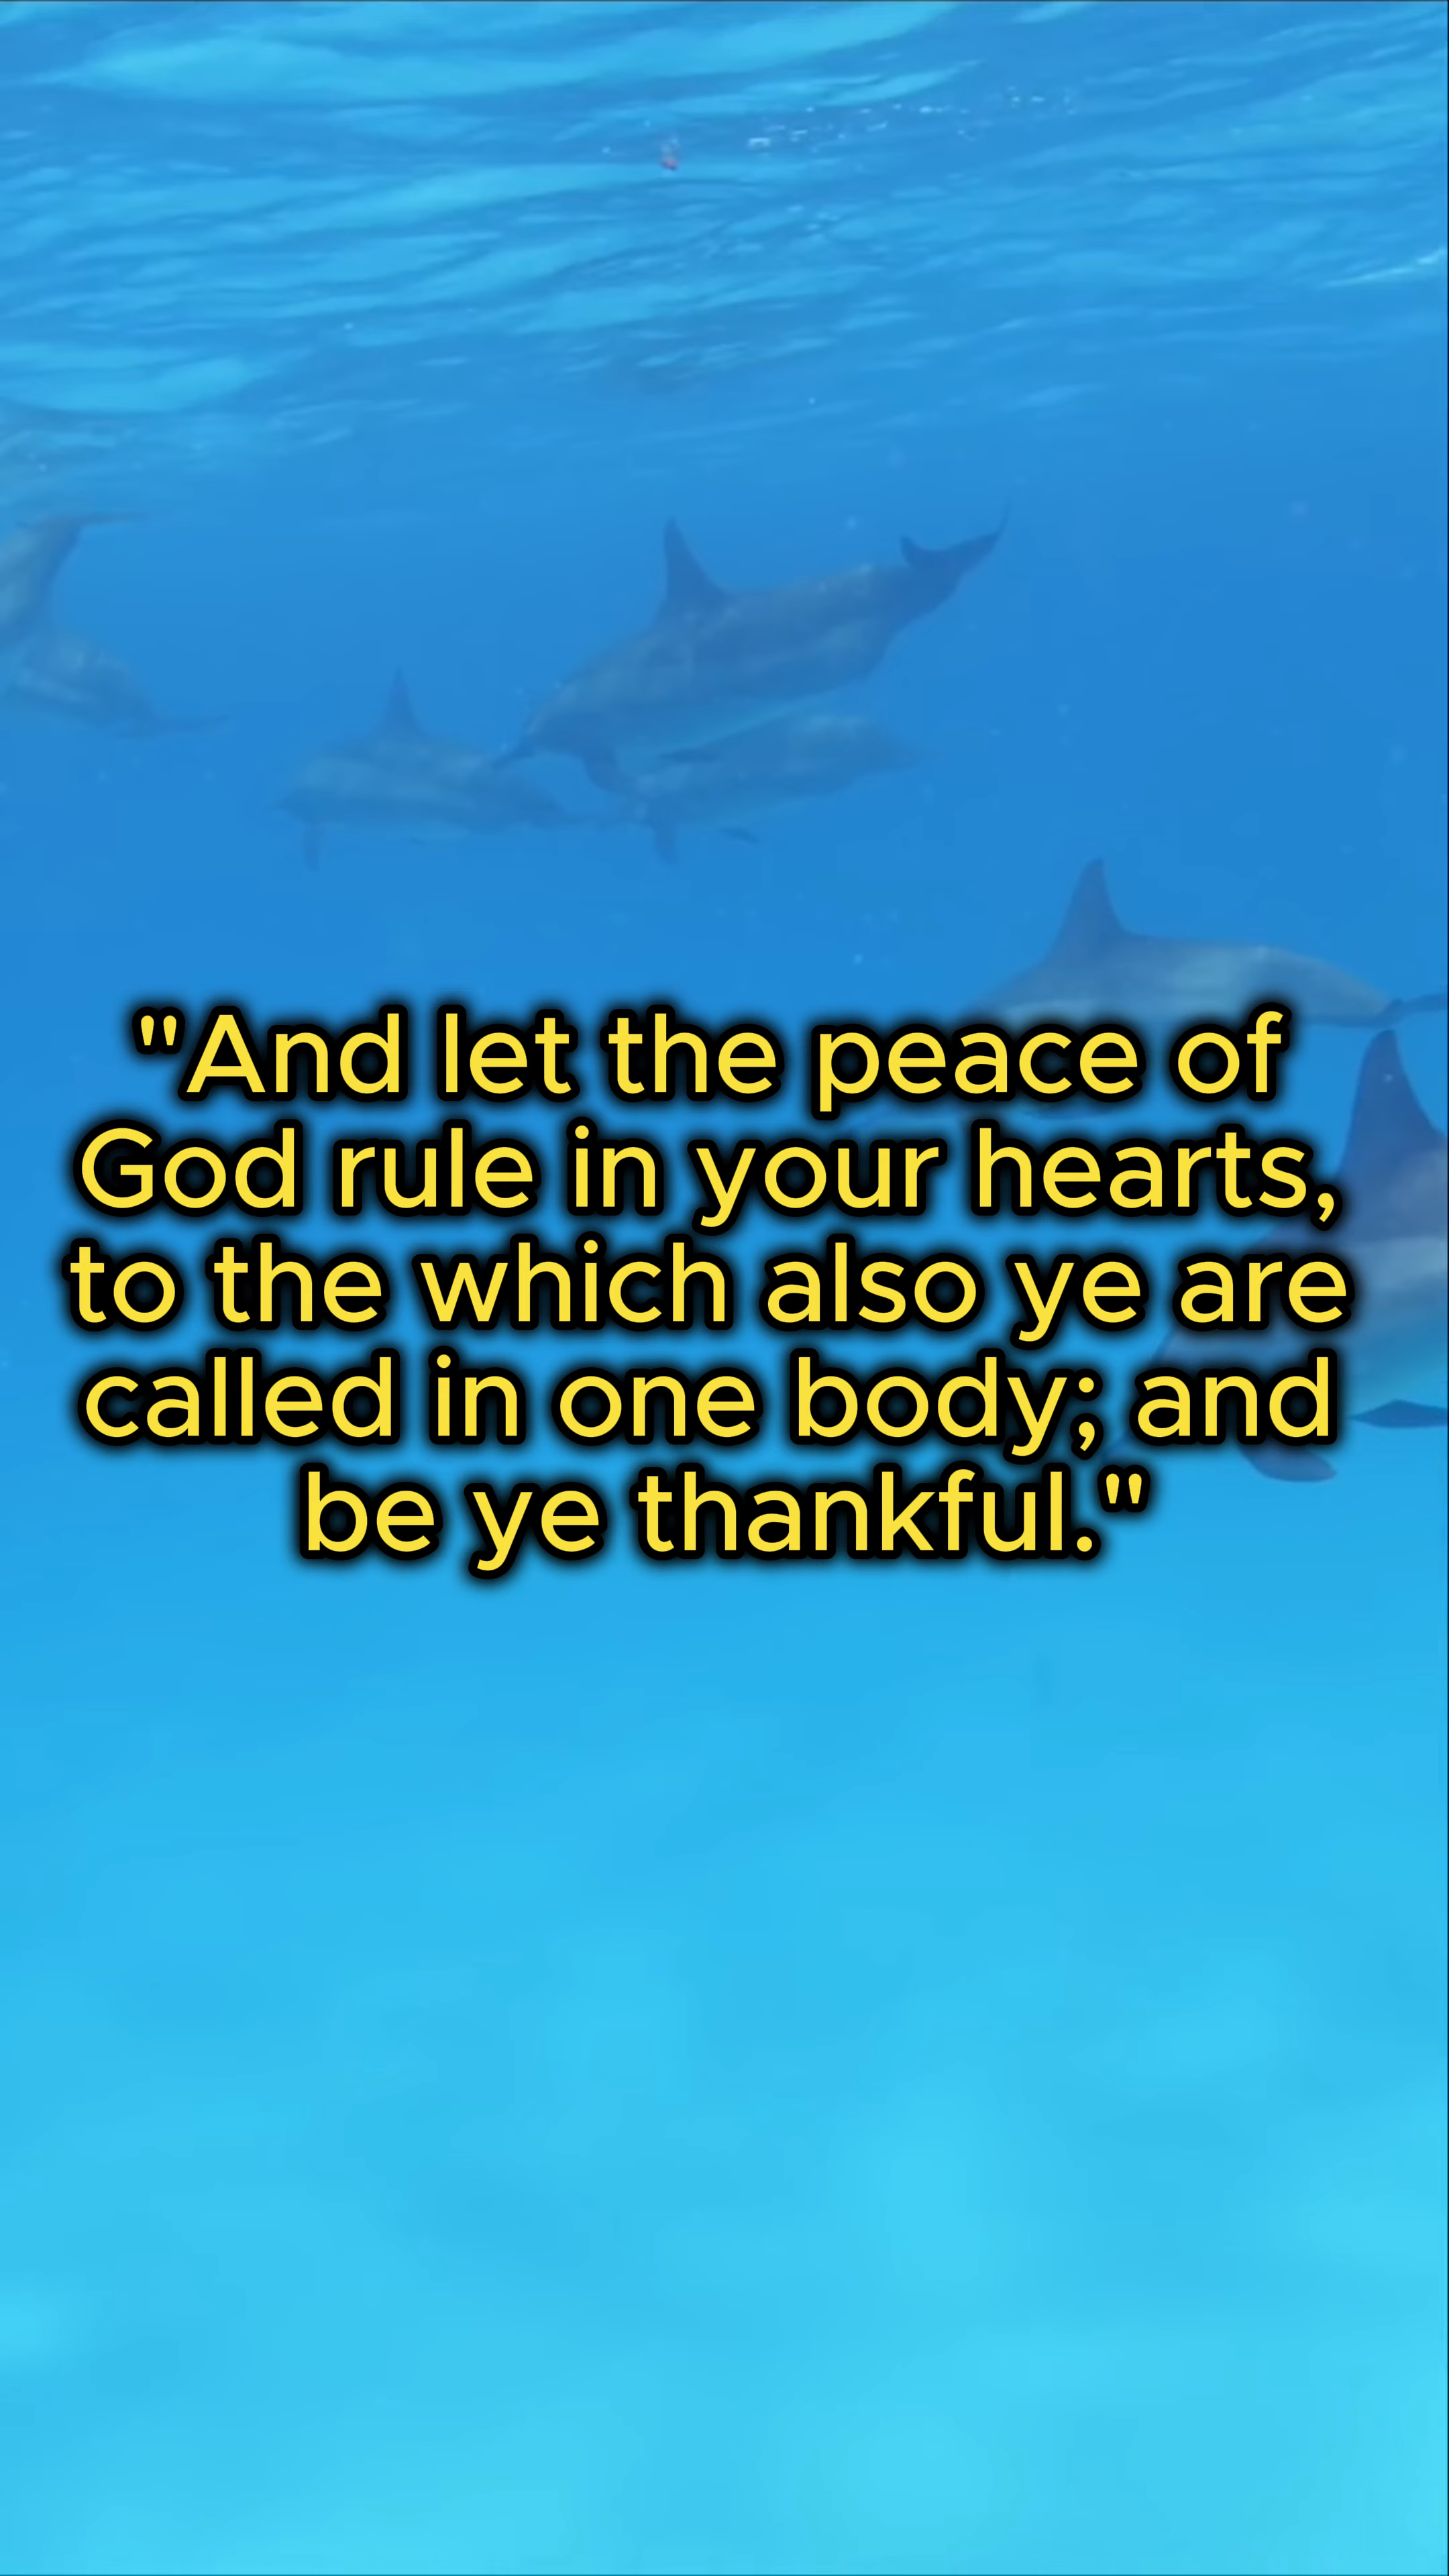 "And let the peace of
God rule in your hearts,
to the which also ye are
called in one body; and
be ye thankful."